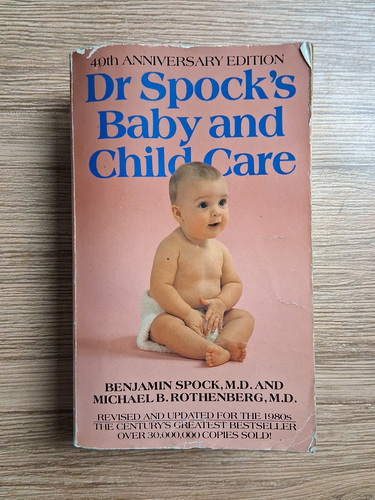 40th ANNIVERSARY EDITION
Dr Spock's
Baby and
Child Care
BENJAMIN SPOCK, M.D. AND
MICHAEL B. ROTHENBERG, M.D.
REVISED AND UPDATED FOR THE 1980s
THE CENTURY'S GREATEST BESTSELLER
OVER 30,000,000 COPIES SOLD!